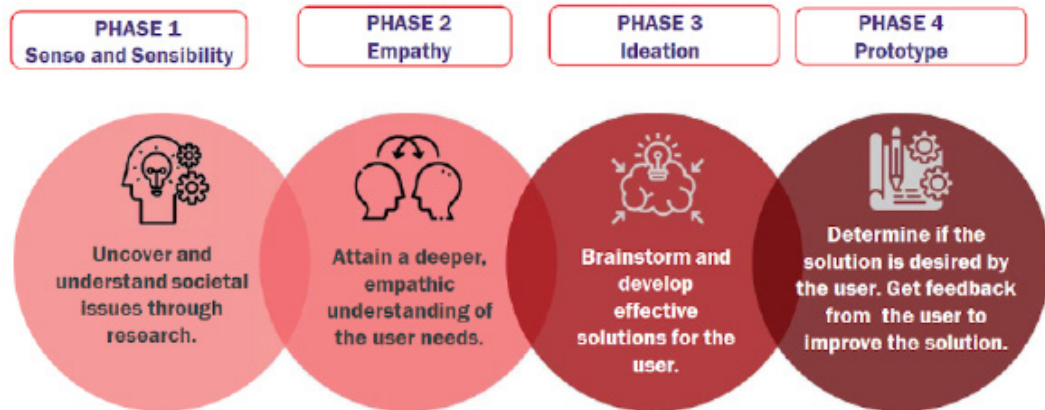 PHASE 1
Sense and Sensibility
PHASE 2
Empathy
PHASE 3
Ideation
PHASE 4
Prototype
Uncover and
understand societal
issues through
research.
Attain a deeper,
empathic
understanding of
the user needs.
Brainstorm and
develop
effective
solutions for the
user.
Determine if the
solution is desired by
the user. Get feedback
from the user to
improve the solution.